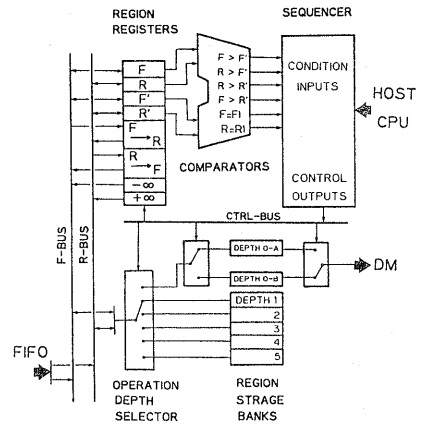 REGION
REGISTERS
SEQUENCER
F
R
F'
R'
F → R
R → F
−∞
+∞
F > F'
R > F'
R > R'
F > R'
F=F1
R=R1
COMPARATORS
CONDITION
INPUTS
CONTROL
OUTPUTS
HOST
CPU
CTRL-BUS
F-BUS
R-BUS
DEPTH 0-A
DEPTH 0-B
DM
DEPTH 1
2
3
4
5
FIFO
OPERATION
DEPTH
SELECTOR
REGION
STRAGE
BANKS